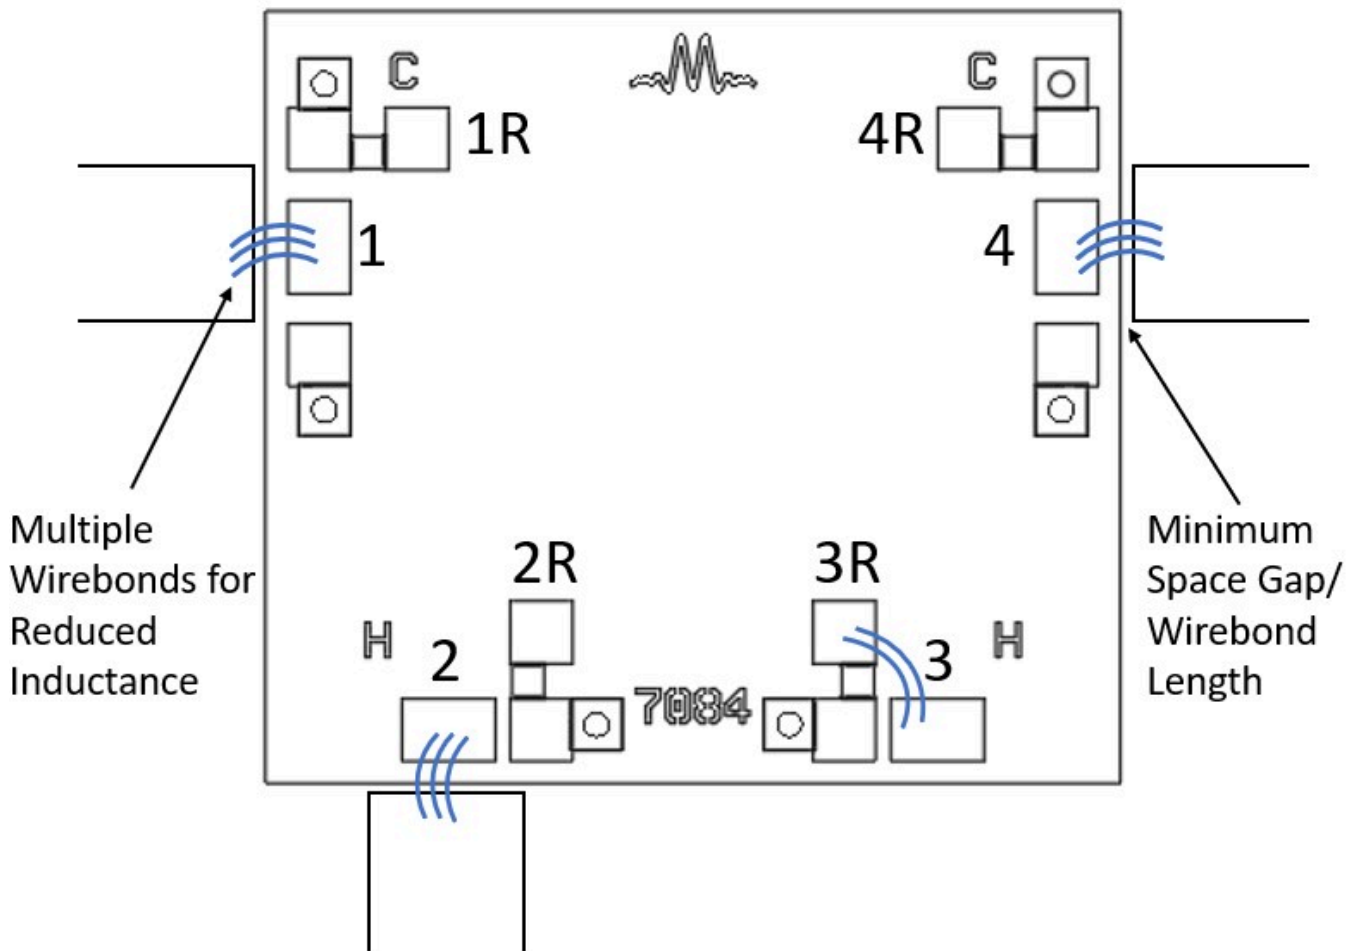 C
C
1R
4R
1
4
Multiple
Wirebonds for
Reduced
Inductance
Minimum
Space Gap/
Wirebond
Length
2R
3R
H
2
3
H
7084